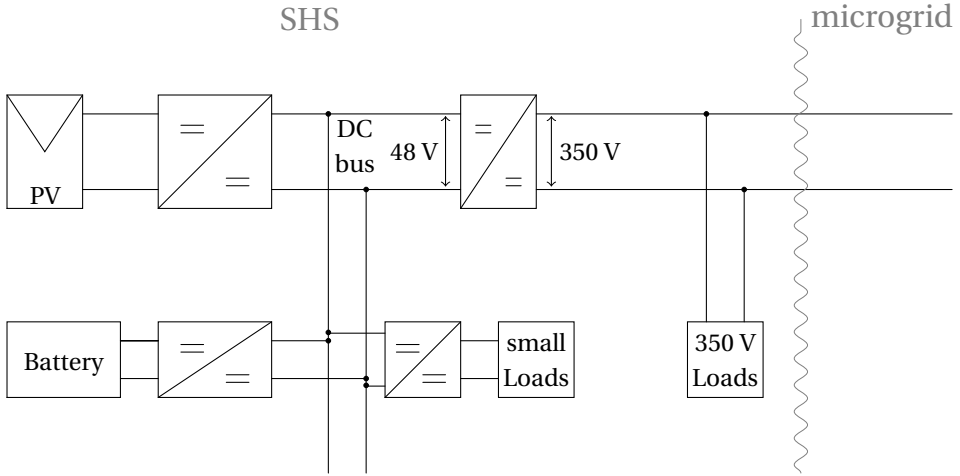 SHS
microgrid
PV
DC
bus
48 V
350 V
Battery
small
Loads
350 V
Loads